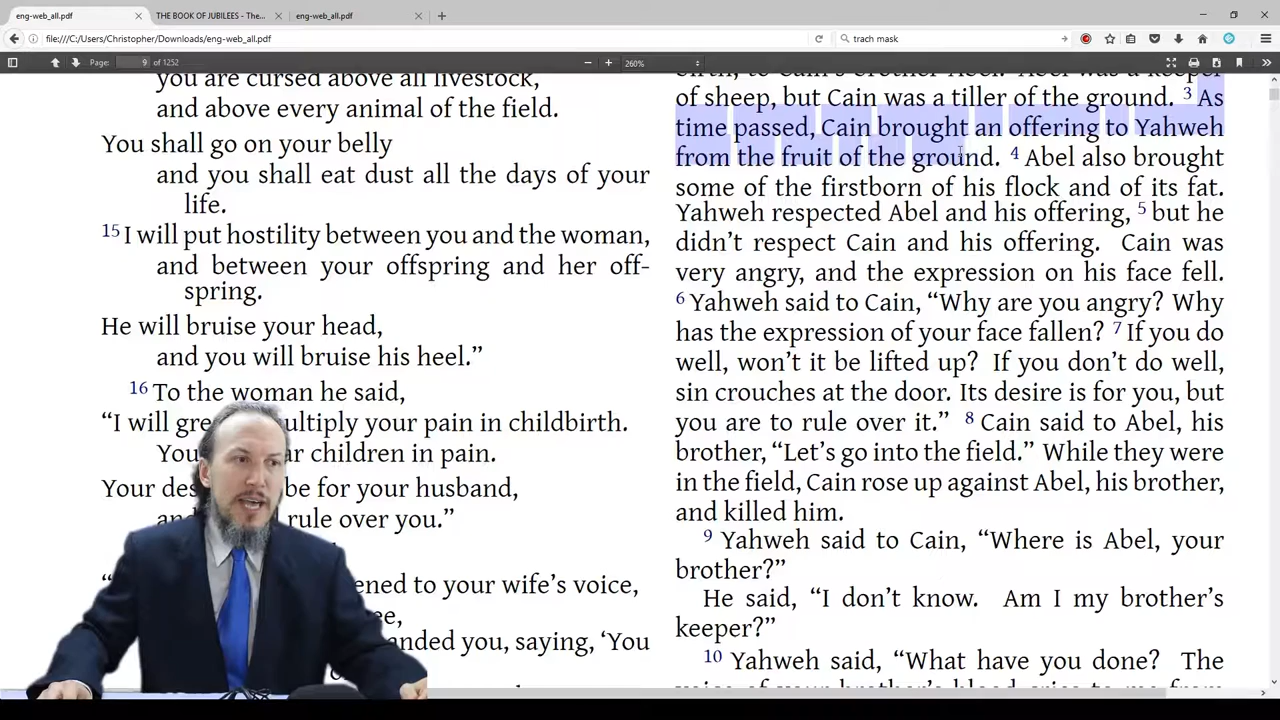 eng-web_all.pdf
THE BOOK OF JUBILEES - The...
eng-web_all.pdf
file:///C:/Users/Christopher/Downloads/eng-web_all.pdf
trach mask
Page: 9 of 1252
260%
you are cursed above all livestock,
and above every animal of the field.
You shall go on your belly
and you shall eat dust all the days of your
life.
15 I will put hostility between you and the woman,
and between your offspring and her off-
spring.
He will bruise your head,
and you will bruise his heel.”
16 To the woman he said,
“I will multiply your pain in childbirth.
children in pain.
Your be for your husband,
rule over you.”
to your wife’s voice,
saying, ‘You
of sheep, but Cain was a tiller of the ground. 3 As
time passed, Cain brought an offering to Yahweh
from the fruit of the ground. 4 Abel also brought
some of the firstborn of his flock and of its fat.
Yahweh respected Abel and his offering, 5 but he
didn’t respect Cain and his offering. Cain was
very angry, and the expression on his face fell.
6 Yahweh said to Cain, “Why are you angry? Why
has the expression of your face fallen? 7 If you do
well, won’t it be lifted up? If you don’t do well,
sin crouches at the door. Its desire is for you, but
you are to rule over it.” 8 Cain said to Abel, his
brother, “Let’s go into the field.” While they were
in the field, Cain rose up against Abel, his brother,
and killed him.
9 Yahweh said to Cain, “Where is Abel, your
brother?”
He said, “I don’t know. Am I my brother’s
keeper?”
10 Yahweh said, “What have you done? The